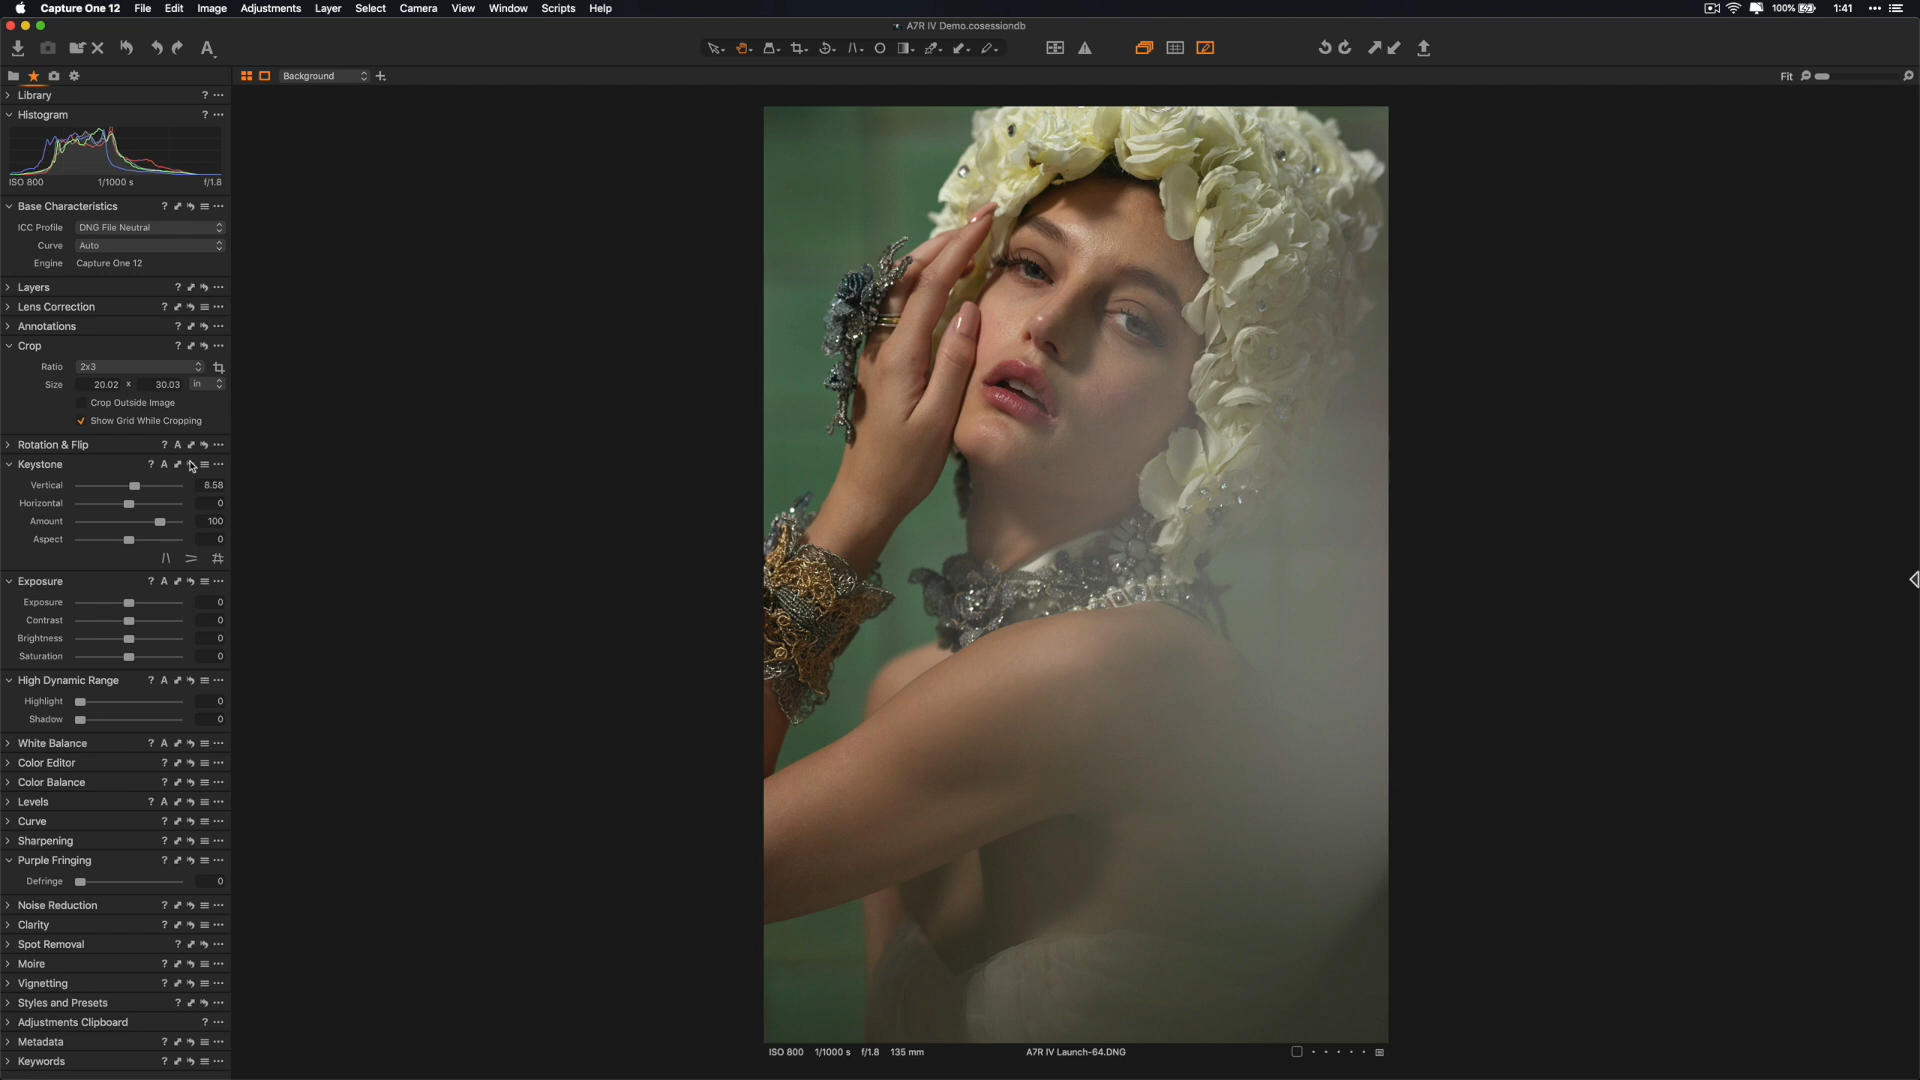 Capture One 12 File Edit Image Adjustments Layer Select Camera View Window Scripts Help 100% 1:41
A7R IV Demo.cosessiondb
A
Background Fit
Library ?
Histogram ?
ISO 800 1/1000 s f/1.8
Base Characteristics ?
ICC Profile DNG File Neutral
Curve Auto
Engine Capture One 12
Layers ?
Lens Correction ?
Annotations ?
Crop ?
Ratio 2x3
Size 20.02 x 30.03 in
Crop Outside Image
Show Grid While Cropping
Rotation & Flip ? A
Keystone ? A
Vertical 8.58
Horizontal 0
Amount 100
Aspect 0
Exposure ? A
Exposure 0
Contrast 0
Brightness 0
Saturation 0
High Dynamic Range ? A
Highlight 0
Shadow 0
White Balance ? A
Color Editor ?
Color Balance ?
Levels ? A
Curve ?
Sharpening ?
Purple Fringing ?
Defringe 0
Noise Reduction ?
Clarity ?
Spot Removal ?
Moire ?
Vignetting ?
Styles and Presets ?
Adjustments Clipboard ?
Metadata ?
Keywords ?
ISO 800 1/1000 s f/1.8 135 mm A7R IV Launch-64.DNG